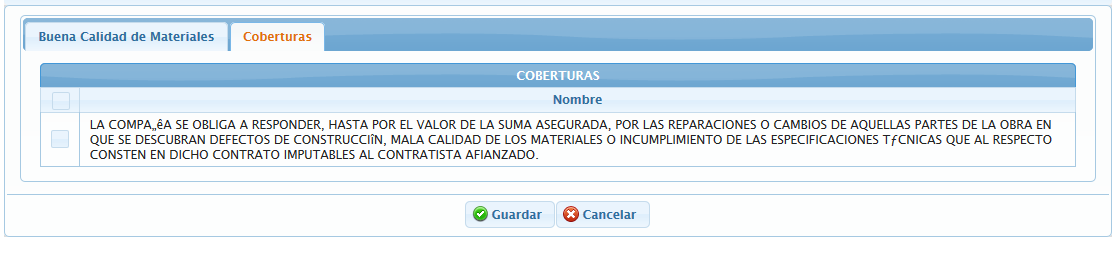 Buena Calidad de Materiales
Coberturas
COBERTURAS
Nombre
LA COMPA„êA SE OBLIGA A RESPONDER, HASTA POR EL VALOR DE LA SUMA ASEGURADA, POR LAS REPARACIONES O CAMBIOS DE AQUELLAS PARTES DE LA OBRA EN
QUE SE DESCUBRAN DEFECTOS DE CONSTRUCCIîN, MALA CALIDAD DE LOS MATERIALES O INCUMPLIMIENTO DE LAS ESPECIFICACIONES TƒCNICAS QUE AL RESPECTO
CONSTEN EN DICHO CONTRATO IMPUTABLES AL CONTRATISTA AFIANZADO.
Guardar
Cancelar